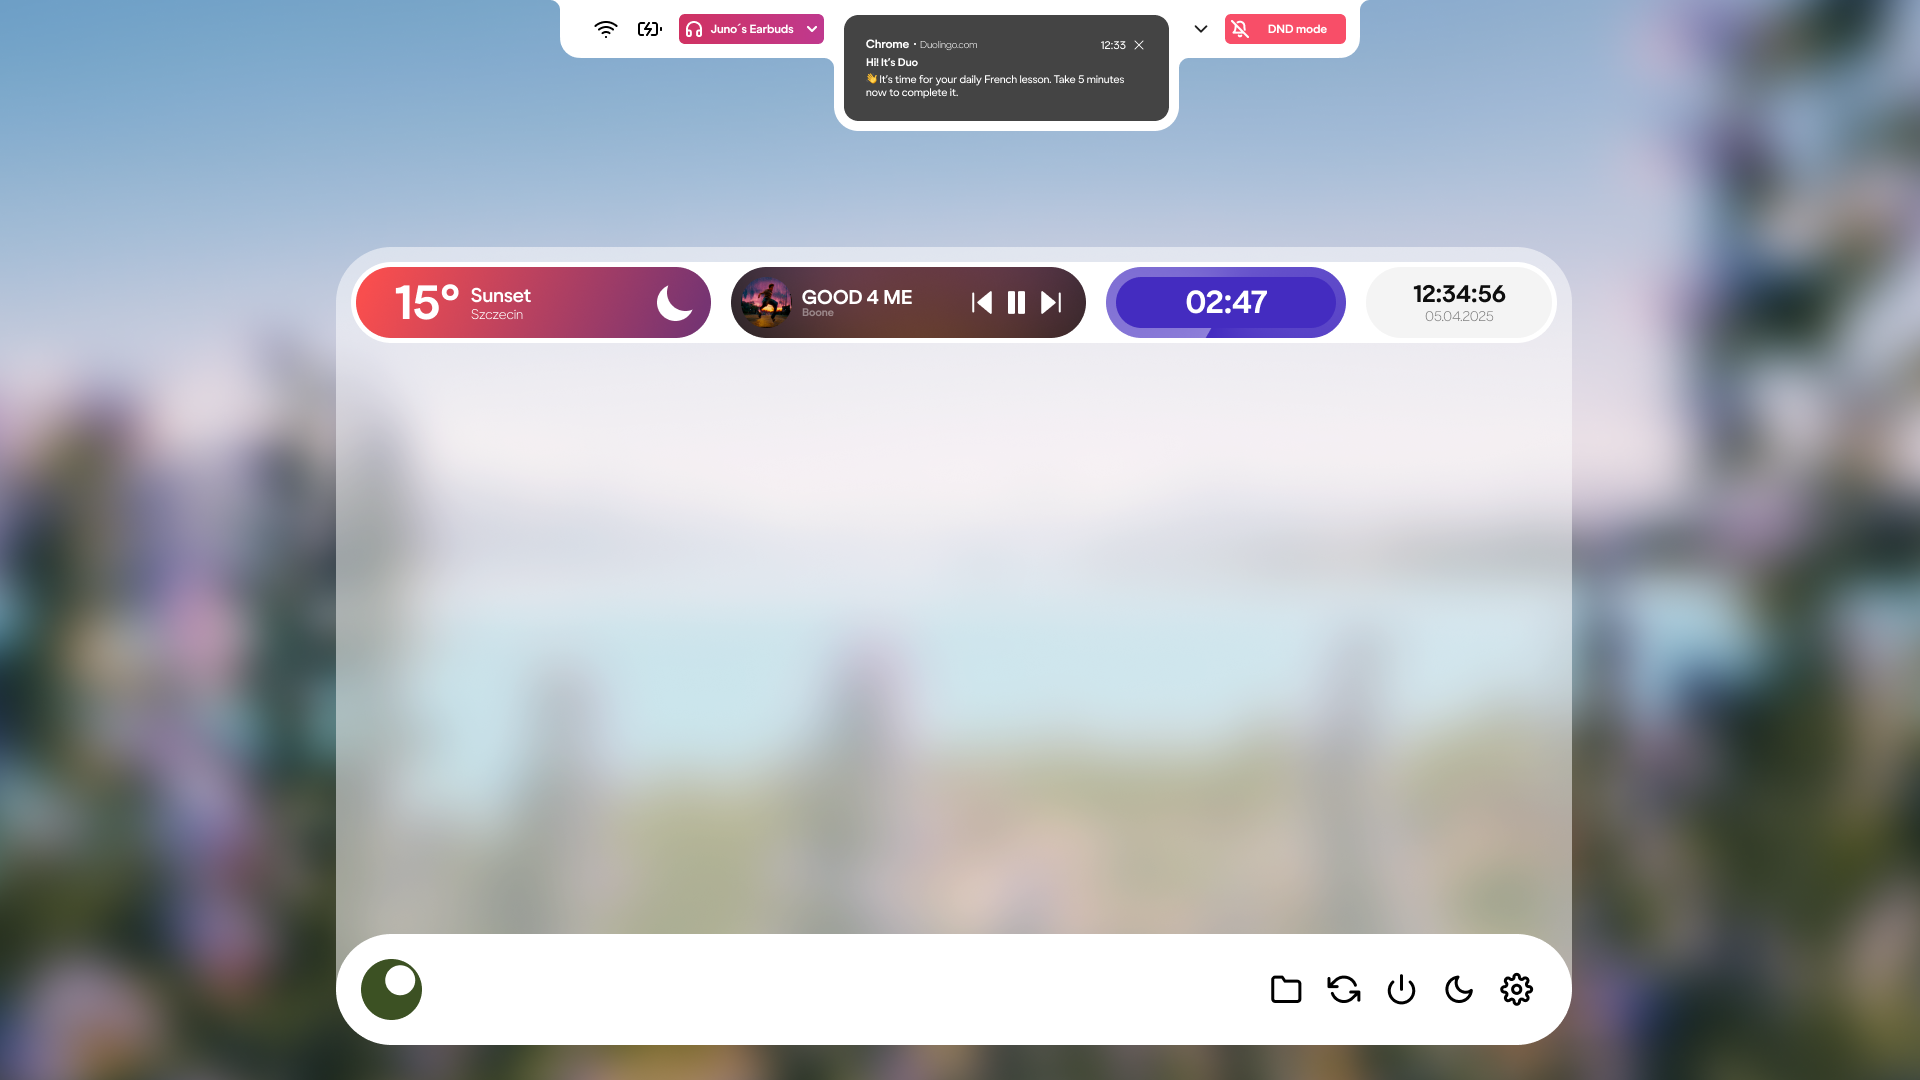 Juno´s Earbuds
Chrome · Duolingo.com 12:33
Hi! It's Duo
👋 It's time for your daily French lesson. Take 5 minutes
now to complete it.
DND mode
15°
Sunset
Szczecin
GOOD 4 ME
Boone
02:47
12:34:56
05.04.2025